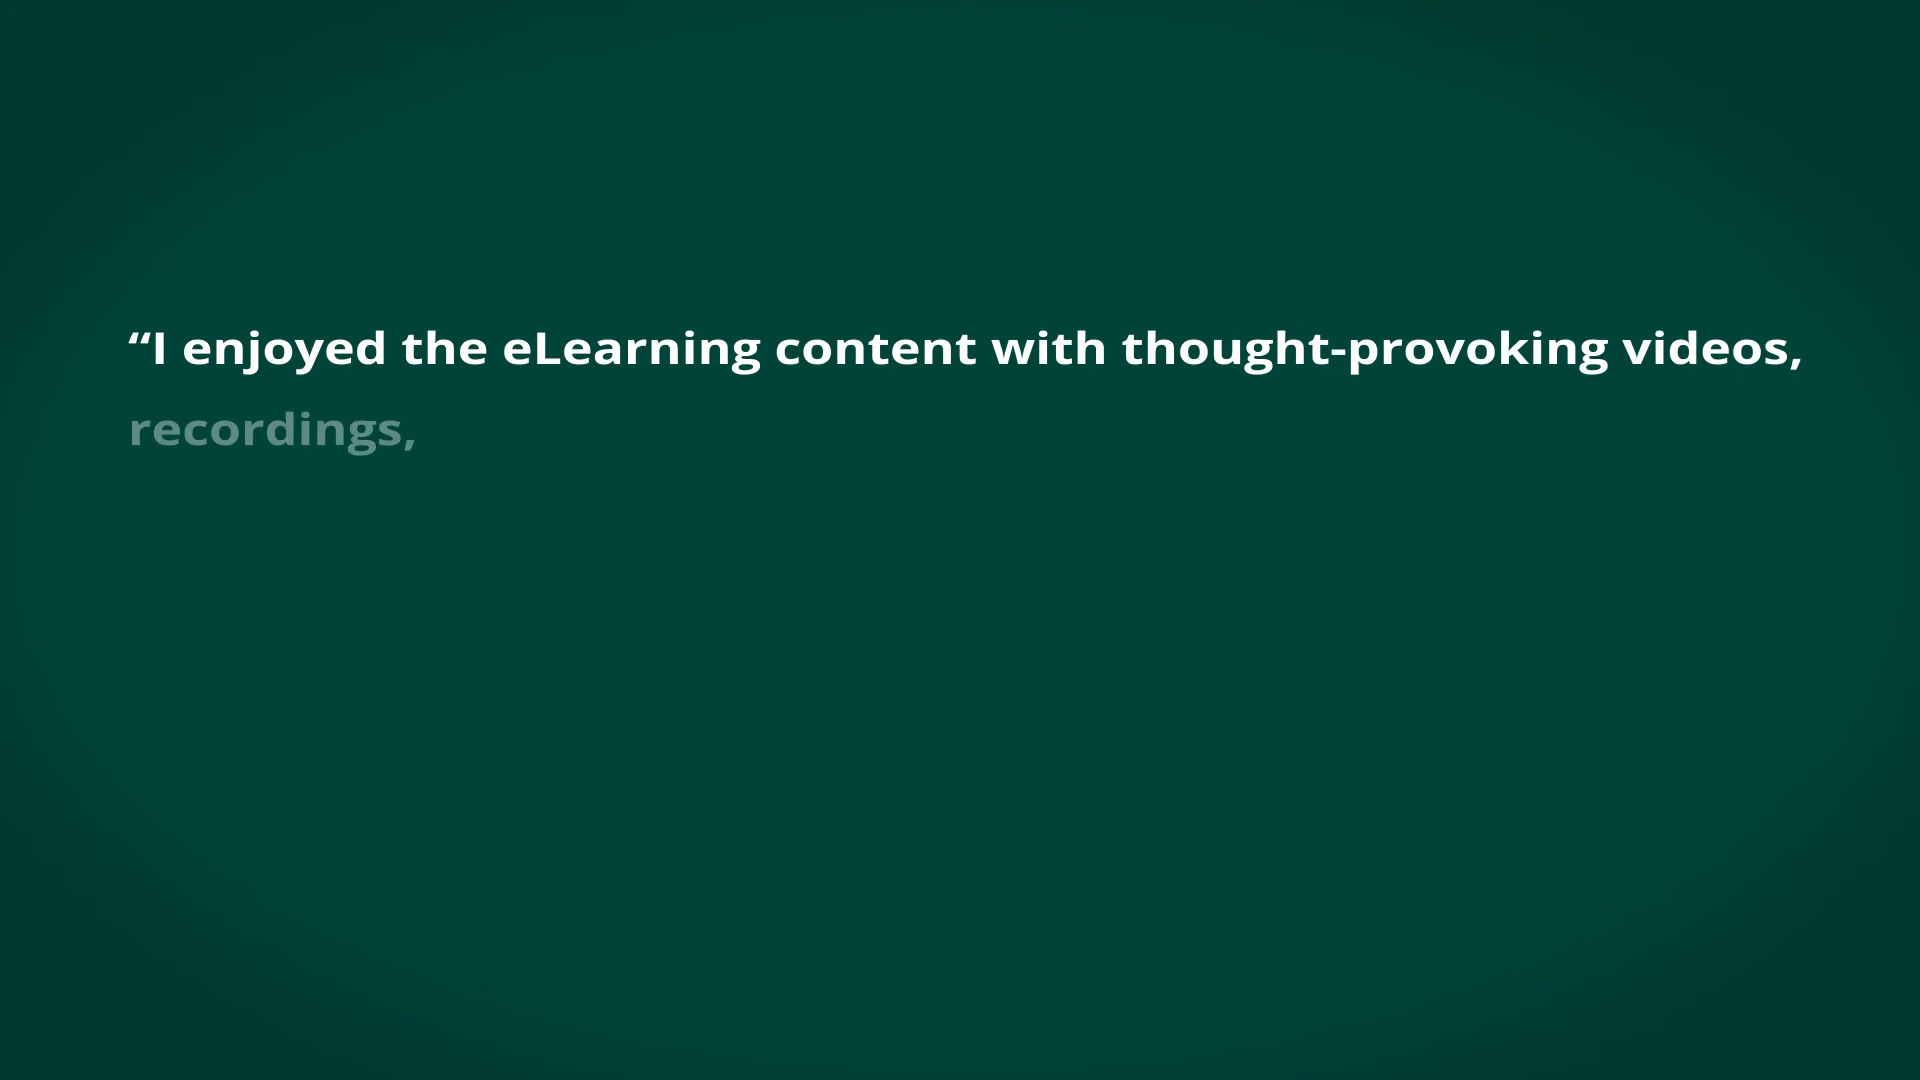 “I enjoyed the eLearning content with thought-provoking videos,
recordings,